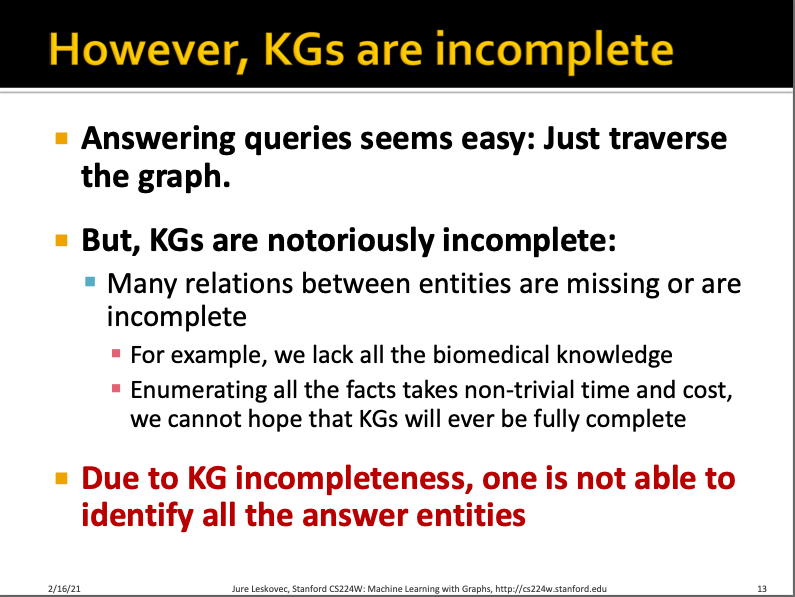 However, KGs are incomplete
Answering queries seems easy: Just traverse
the graph.
But, KGs are notoriously incomplete:
Many relations between entities are missing or are
incomplete
For example, we lack all the biomedical knowledge
Enumerating all the facts takes non-trivial time and cost,
we cannot hope that KGs will ever be fully complete
Due to KG incompleteness, one is not able to
identify all the answer entities
2/16/21 Jure Leskovec, Stanford CS224W: Machine Learning with Graphs, http://cs224w.stanford.edu 13